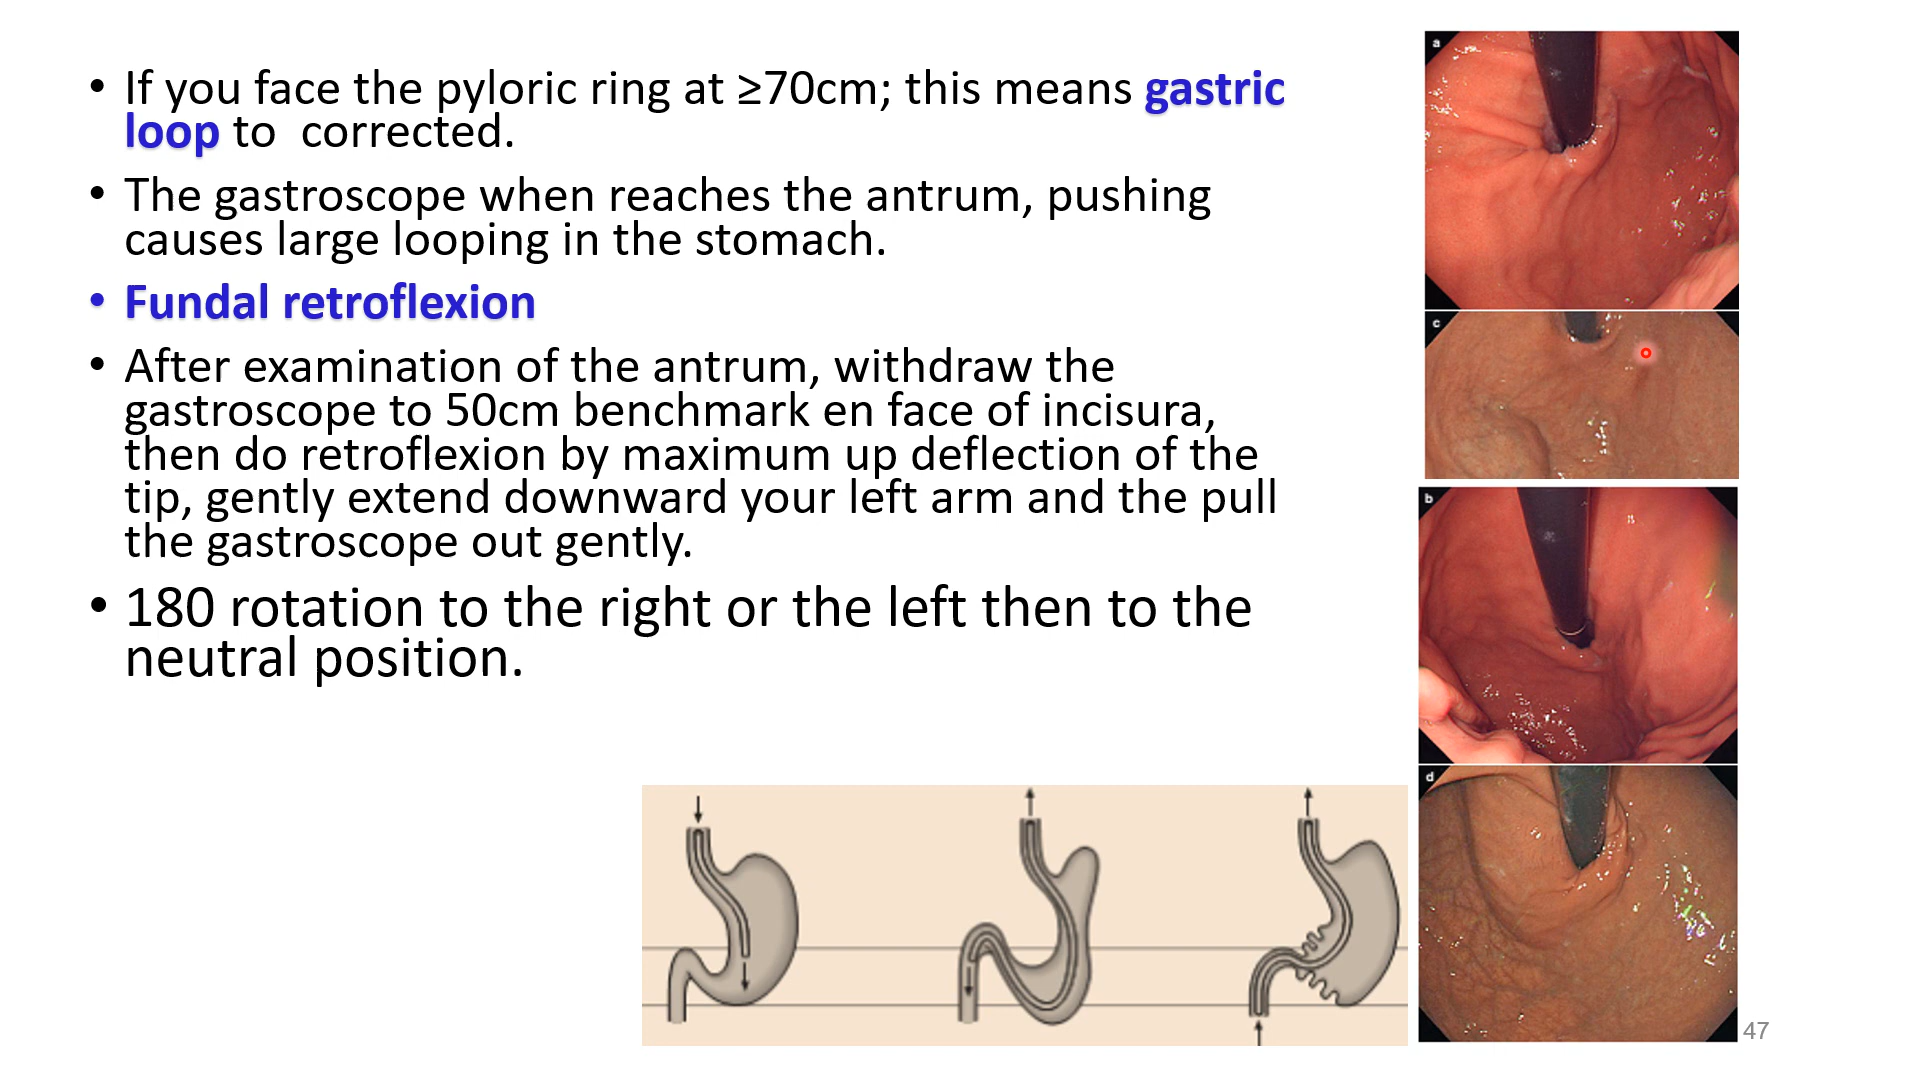 • If you face the pyloric ring at ≥70cm; this means gastric
loop to  corrected.
• The gastroscope when reaches the antrum, pushing
causes large looping in the stomach.
• Fundal retroflexion
• After examination of the antrum, withdraw the
gastroscope to 50cm benchmark en face of incisura,
then do retroflexion by maximum up deflection of the
tip, gently extend downward your left arm and the pull
the gastroscope out gently.
• 180 rotation to the right or the left then to the
neutral position.
a
c
b
d
47